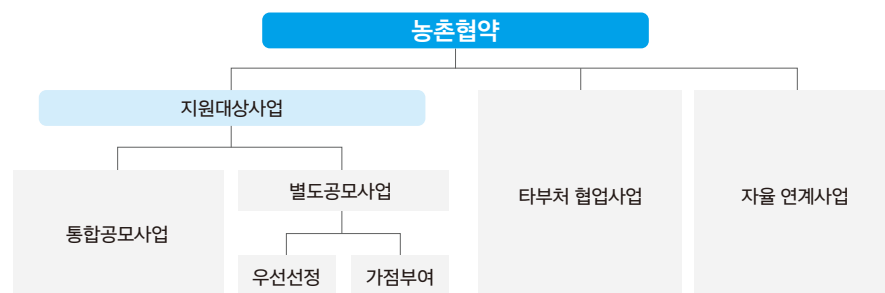 농촌협약
지원대상사업
통합공모사업
별도공모사업
우선선정
가점부여
타부처 협업사업
자율 연계사업